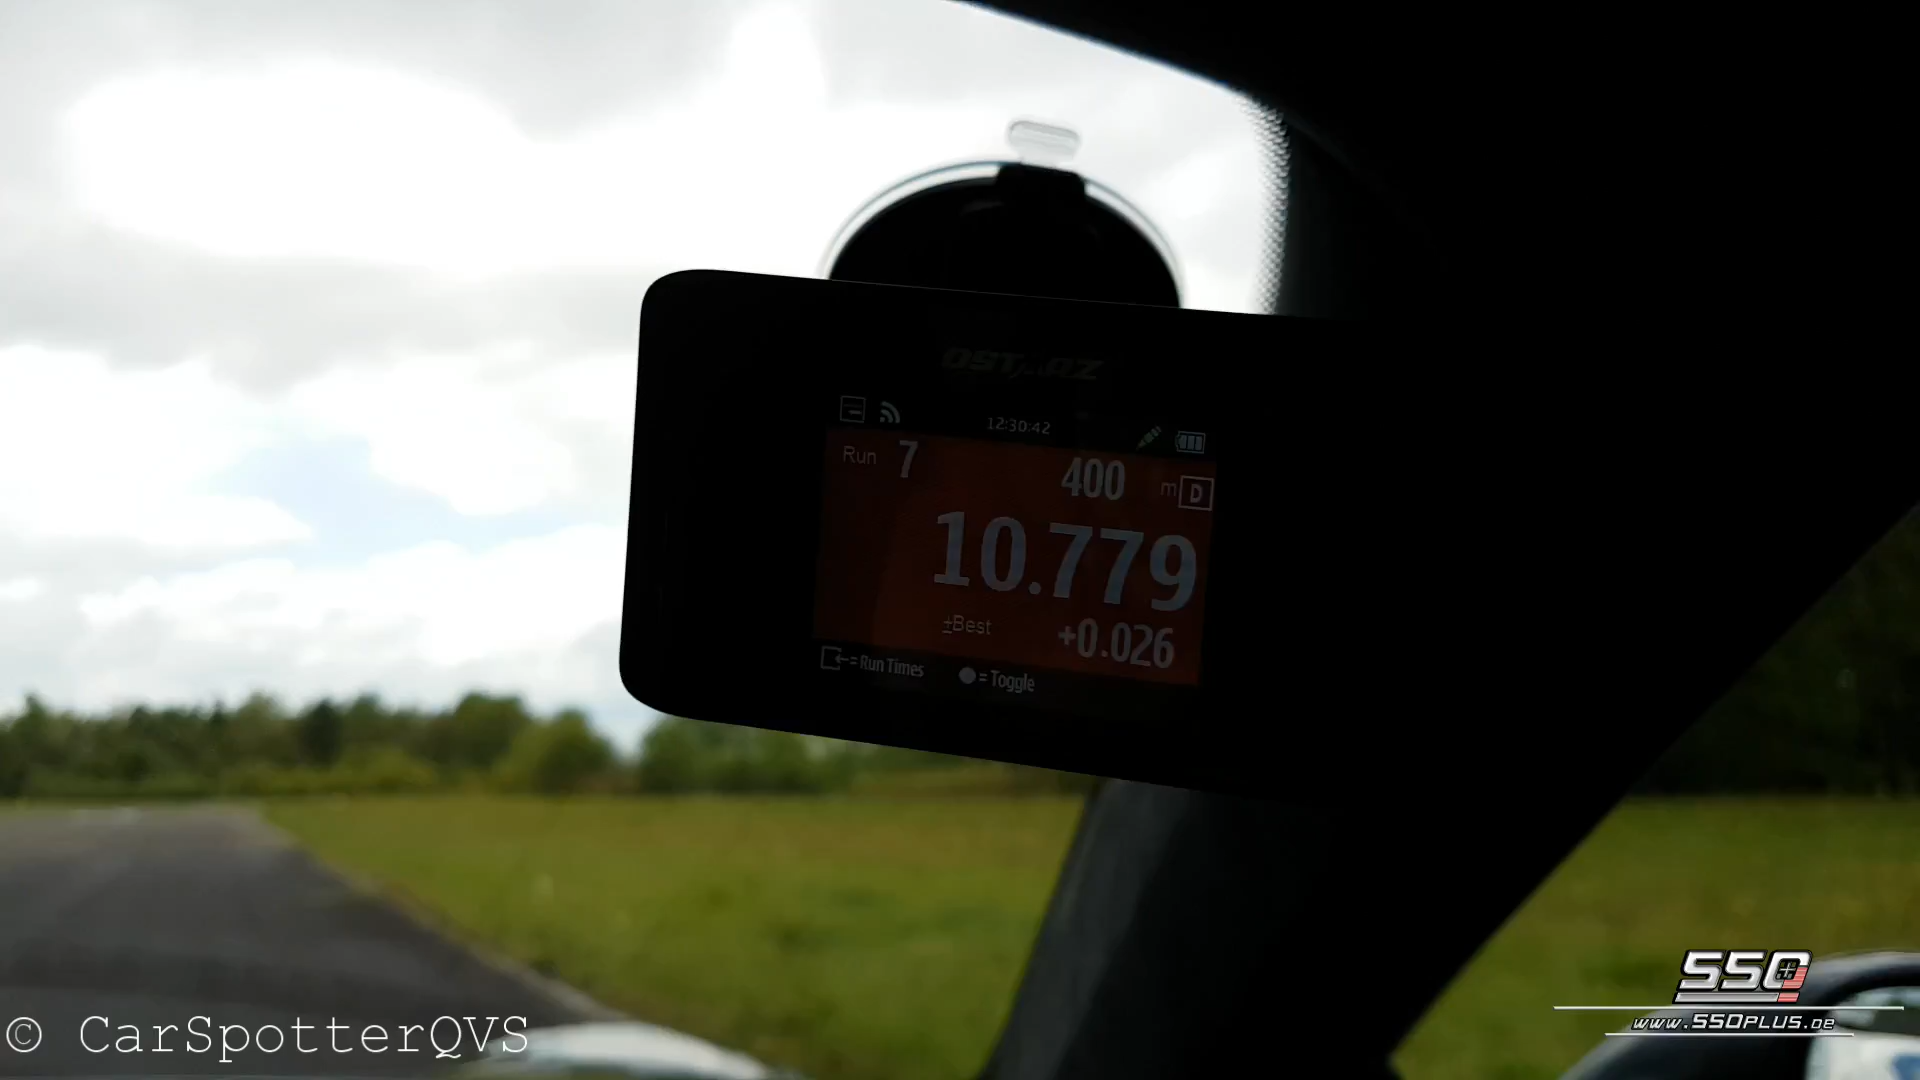 QSTARZ
12:30:42
Run 7 400 m D
10.779
±Best +0.026
= Run Times = Toggle
550
www.550PLUS.de
© CarSpotterQVS